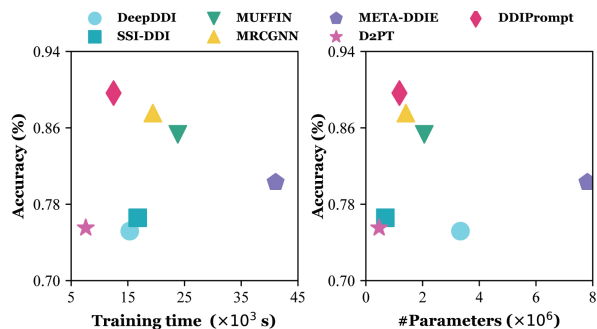 DeepDDI MUFFIN META-DDIE DDIPrompt
SSI-DDI MRCGNN D2PT
0.94 0.94
0.86 0.86
0.78 0.78
0.70 0.70
Accuracy (%) Accuracy (%)
5 15 25 35 45 0 2 4 6 8
Training time (×10³ s) #Parameters (×10⁶)